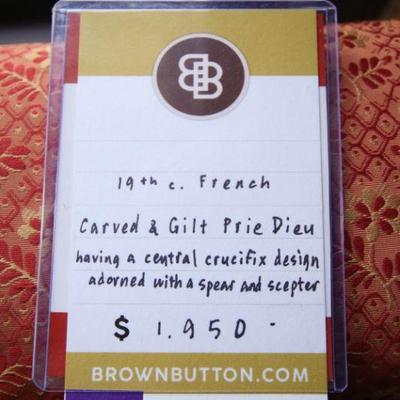 BB
19th c. French
Carved & Gilt Prie Dieu
having a central crucifix design
adorned with a spear and scepter
$ 1.950-
BROWNBUTTON.COM